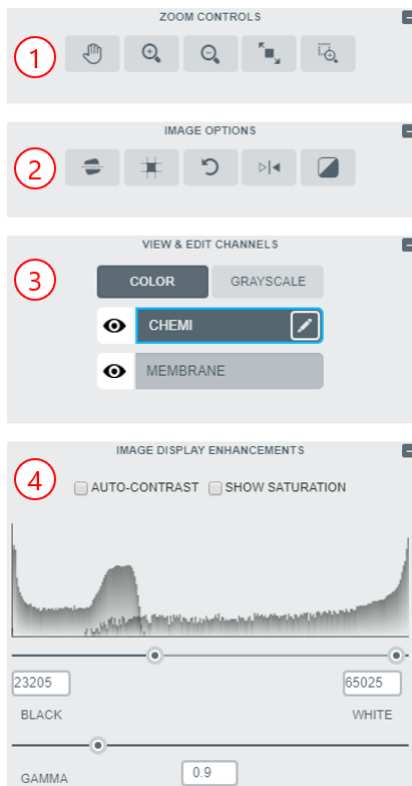 ZOOM CONTROLS
1
IMAGE OPTIONS
2
VIEW & EDIT CHANNELS
3
COLOR GRAYSCALE
CHEMI
MEMBRANE
IMAGE DISPLAY ENHANCEMENTS
4
AUTO-CONTRAST SHOW SATURATION
23205 65025
BLACK WHITE
GAMMA 0.9